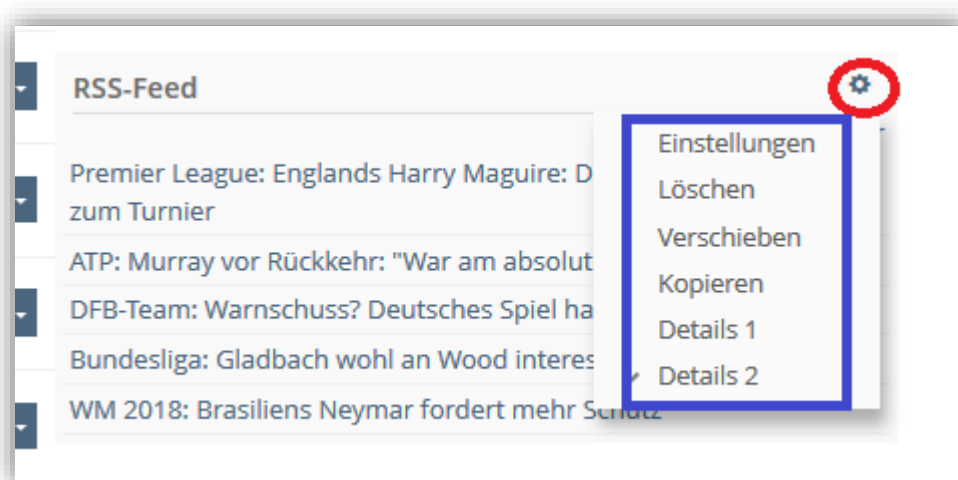 RSS-Feed
Einstellungen
Premier League: Englands Harry Maguire: D
zum Turnier
Löschen
Verschieben
ATP: Murray vor Rückkehr: "War am absolut
Kopieren
DFB-Team: Warnschuss? Deutsches Spiel ha
Details 1
Bundesliga: Gladbach wohl an Wood interes
Details 2
WM 2018: Brasiliens Neymar fordert mehr Schutz